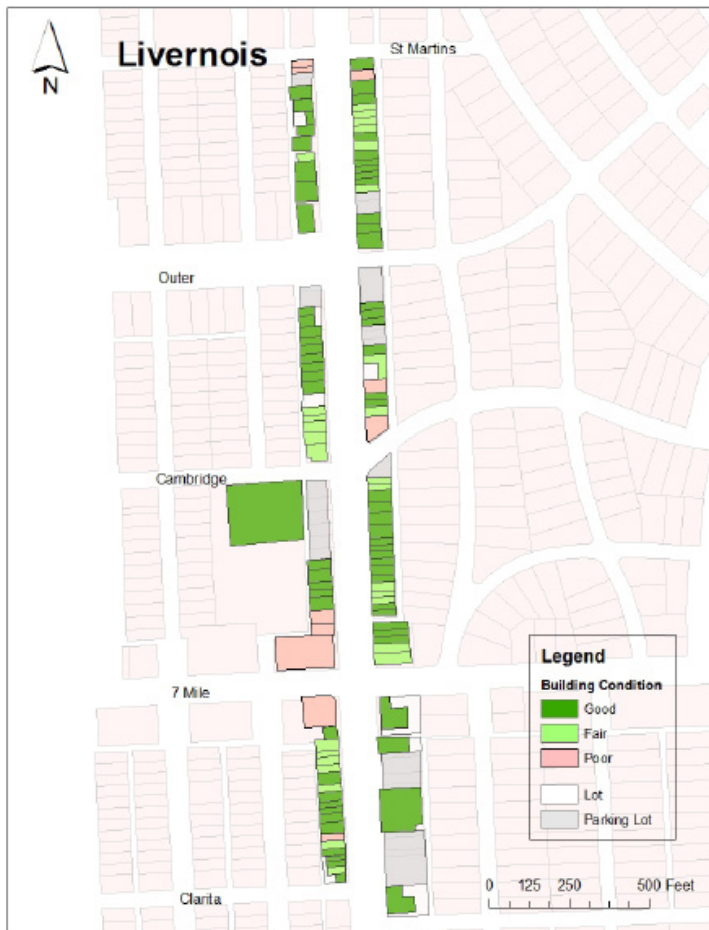 Livernois
N
St Martins
Outer
Cambridge
7 Mile
Clarita
Legend
Building Condition
Good
Fair
Poor
Lot
Parking Lot
0 125 250 500 Feet